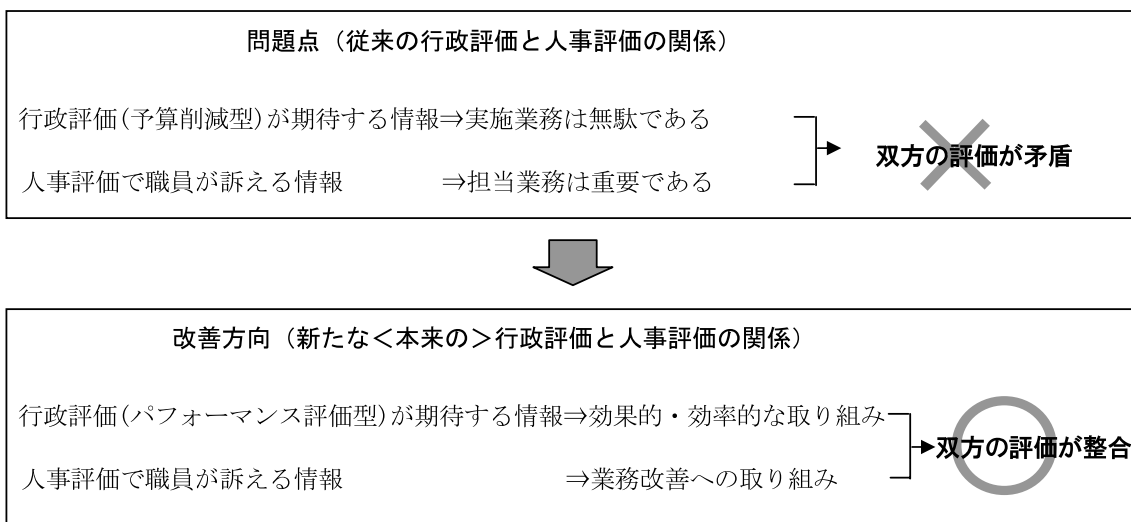 問題点（従来の行政評価と人事評価の関係）
行政評価(予算削減型)が期待する情報⇒実施業務は無駄である
人事評価で職員が訴える情報 ⇒担当業務は重要である
双方の評価が矛盾
改善方向（新たな＜本来の＞行政評価と人事評価の関係）
行政評価(パフォーマンス評価型)が期待する情報⇒効果的・効率的な取り組み
人事評価で職員が訴える情報 ⇒業務改善への取り組み
双方の評価が整合